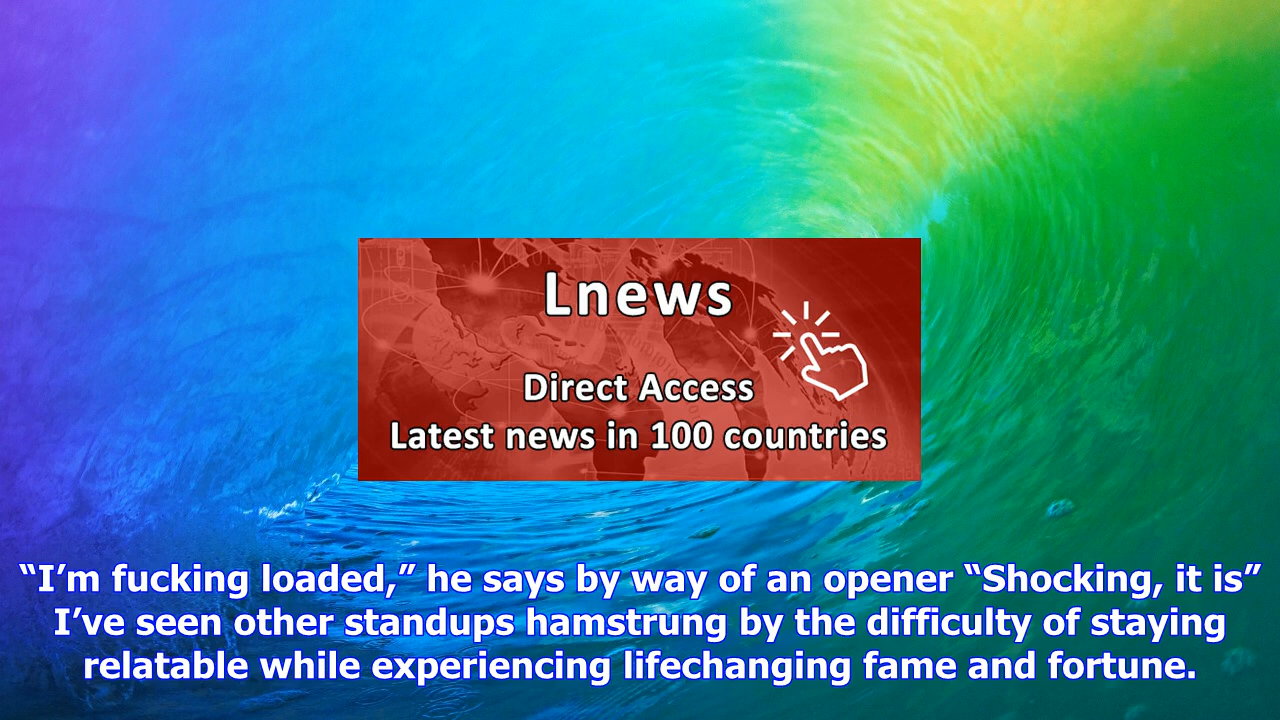 Lnews
Direct Access
Latest news in 100 countries
“I’m fucking loaded,” he says by way of an opener “Shocking, it is”
I’ve seen other standups hamstrung by the difficulty of staying
relatable while experiencing lifechanging fame and fortune.